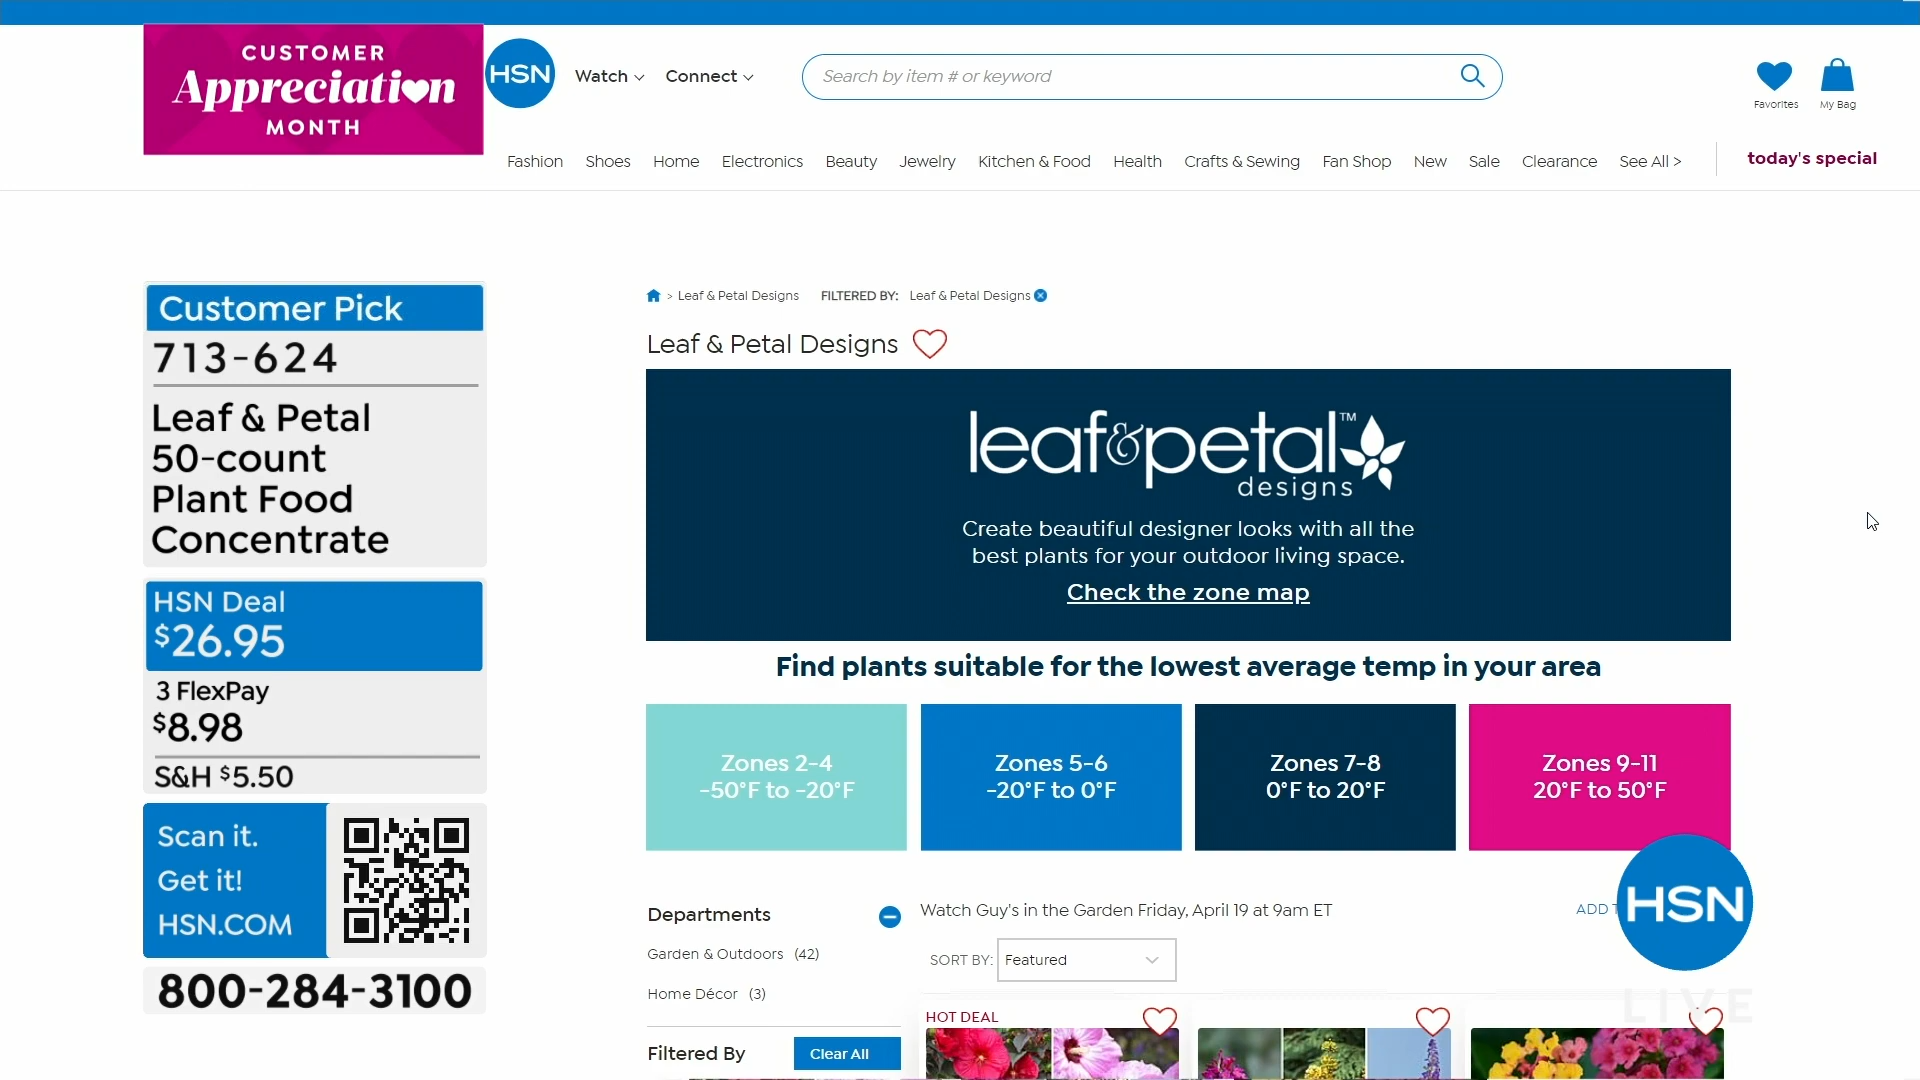 CUSTOMER
Appreciation
MONTH
HSN
Watch
Connect
Search by item # or keyword
Favorites
My Bag
Fashion Shoes Home Electronics Beauty Jewelry Kitchen & Food Health Crafts & Sewing Fan Shop New Sale Clearance See All >
today's special
Customer Pick
713-624
Leaf & Petal
50-count
Plant Food
Concentrate
HSN Deal
$26.95
3 FlexPay
$8.98
S&H $5.50
Scan it.
Get it!
HSN.COM
800-284-3100
> Leaf & Petal Designs FILTERED BY: Leaf & Petal Designs
Leaf & Petal Designs
leaf&petal™
designs
Create beautiful designer looks with all the
best plants for your outdoor living space.
Check the zone map
Find plants suitable for the lowest average temp in your area
Zones 2-4
-50°F to -20°F
Zones 5-6
-20°F to 0°F
Zones 7-8
0°F to 20°F
Zones 9-11
20°F to 50°F
Departments
Garden & Outdoors (42)
Home Décor (3)
Filtered By
Clear All
Watch Guy's in the Garden Friday, April 19 at 9am ET
ADD
SORT BY: Featured
HOT DEAL
HSN
LIVE